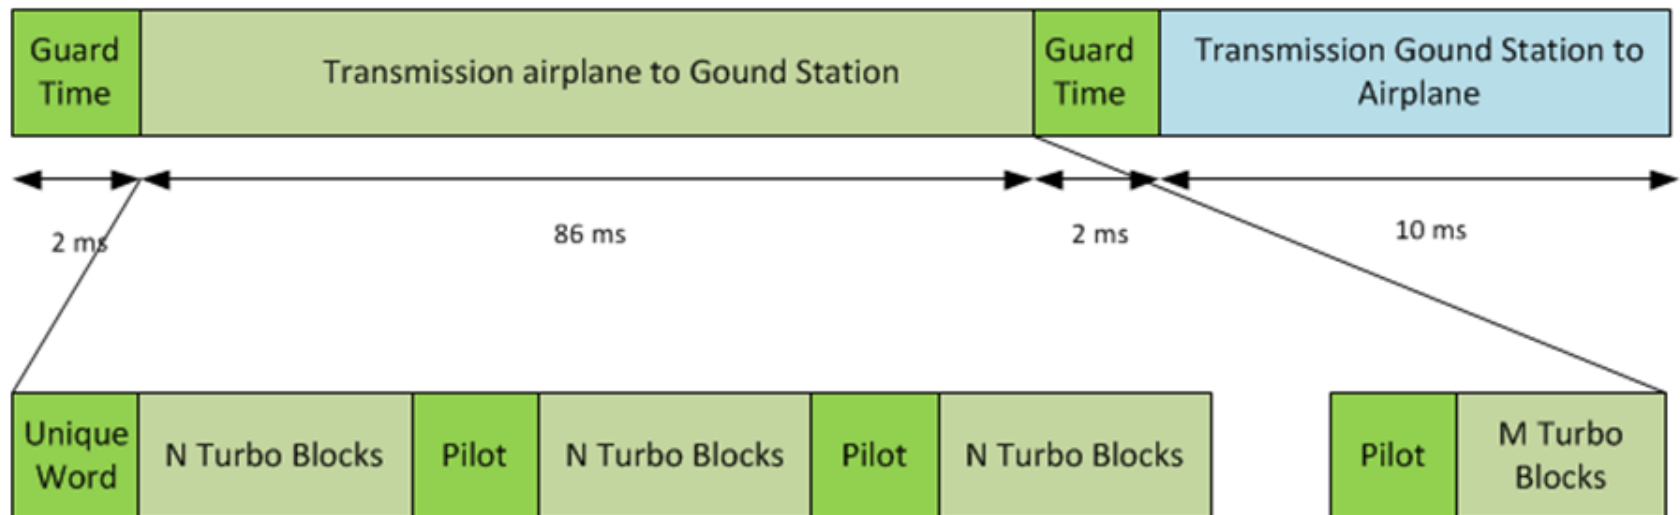 Guard
Time
Transmission airplane to Gound Station
Guard
Time
Transmission Gound Station to
Airplane
2 ms
86 ms
2 ms
10 ms
Unique
Word
N Turbo Blocks
Pilot
N Turbo Blocks
Pilot
N Turbo Blocks
Pilot
M Turbo
Blocks